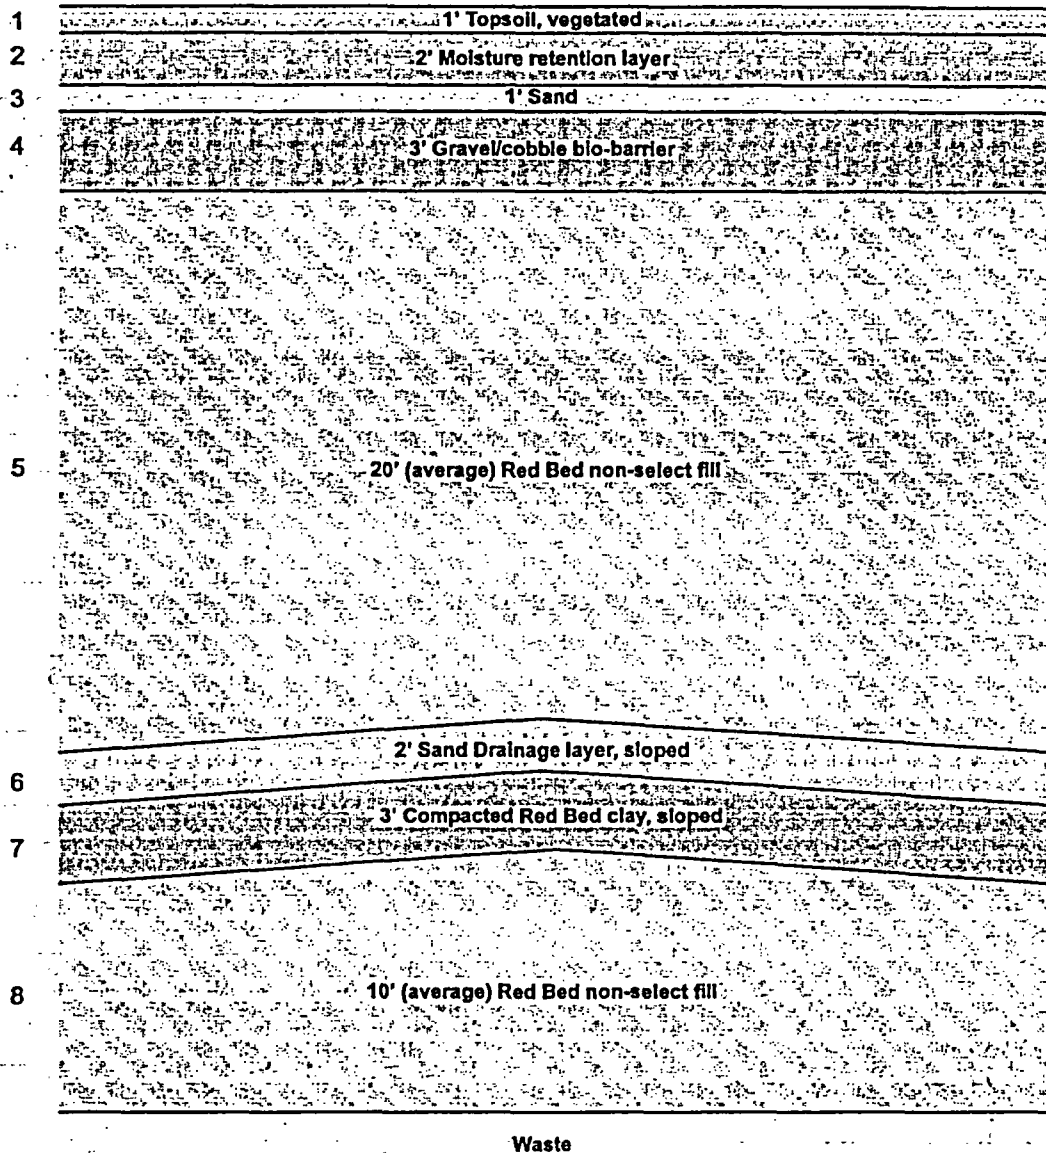 1 1' Topsoil, vegetated
2 2' Moisture retention layer
3 1' Sand
4 3' Gravel/cobble bio-barrier
5 20' (average) Red Bed non-select fill
2' Sand Drainage layer, sloped
6
3' Compacted Red Bed clay, sloped
7
8 10' (average) Red Bed non-select fill
Waste